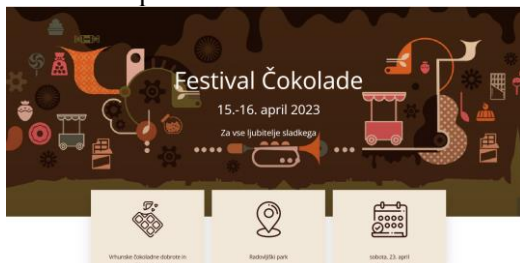 Festival Čokolade
15.-16. april 2023
Za vse ljubitelje sladkega
Vrhunske čokoladne dobrote in
Radovljiški park
sobota, 23. april